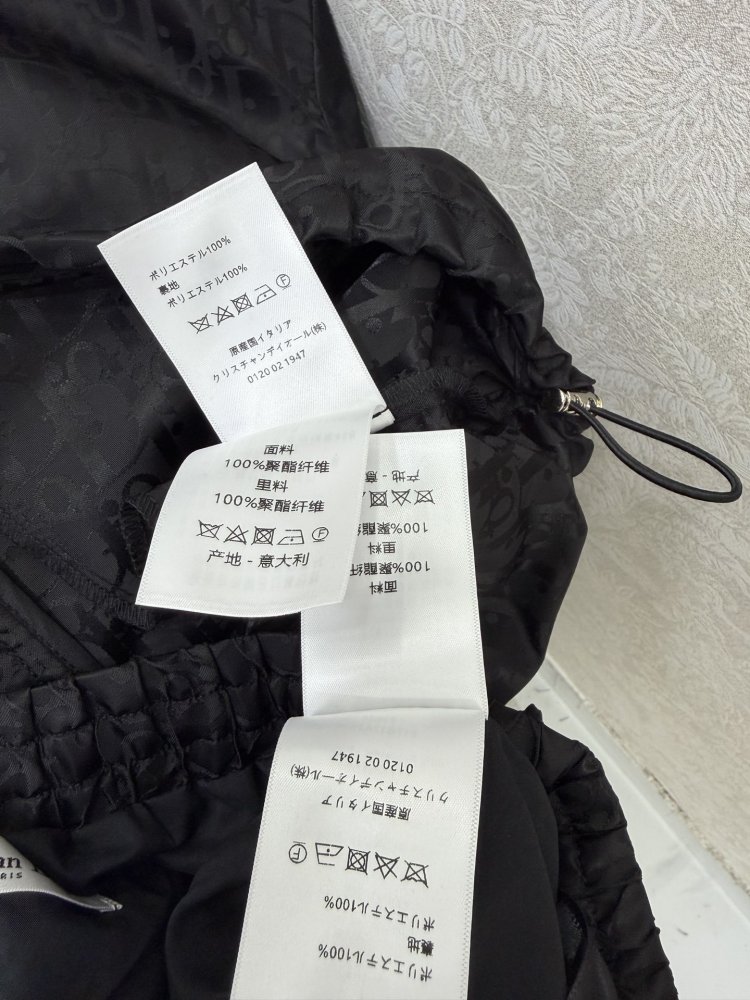 ポリエステル100%
裏地
ポリエステル100%
原産国イタリア
クリスチャンディオール(株)
0120 02 1947
面料
100%聚酯纤维
里料
100%聚酯纤维
产地 - 意大利
面料
100%聚酯纤
里料
100%聚酯
产地 - 意
ポリエステル100%
裏地
ポリエステル100%
原産国イタリア
クリスチャンディオール(株)
0120 02 1947